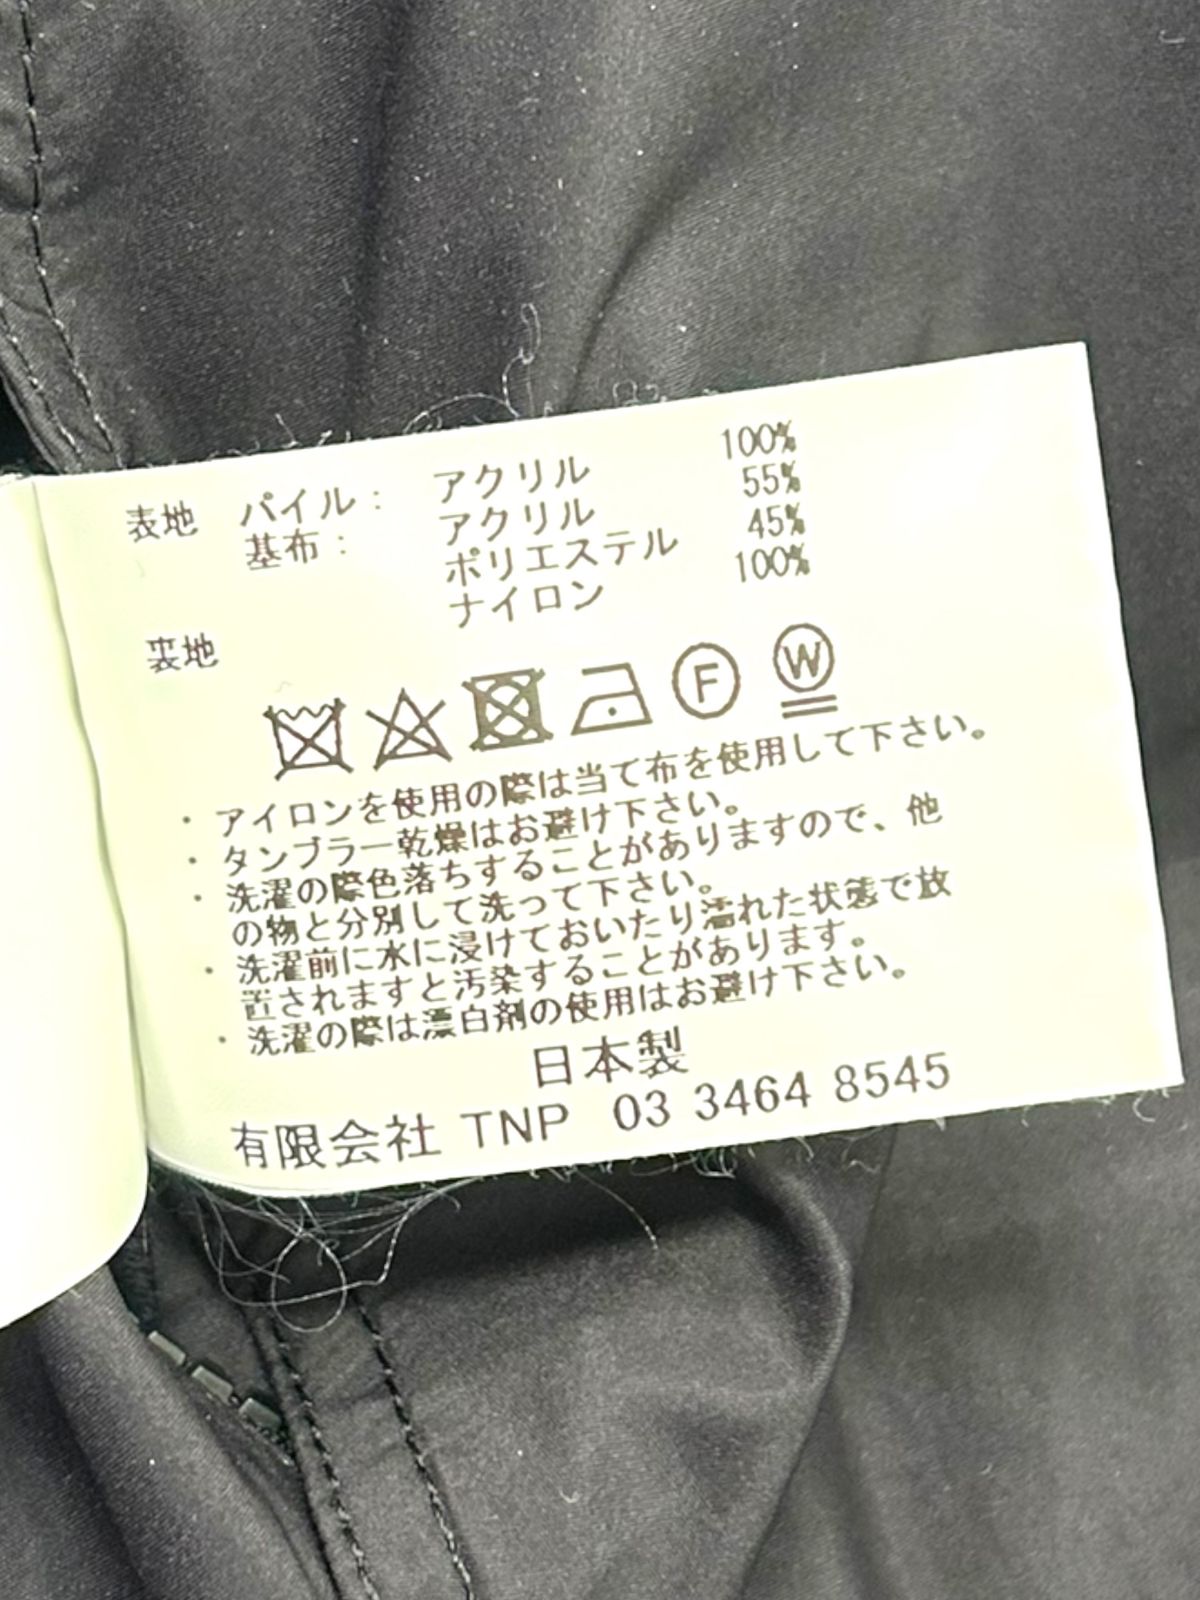 表地 パイル： アクリル 100%
基布： アクリル 55%
ポリエステル 45%
裏地 ナイロン 100%
F W
・アイロンを使用の際は当て布を使用して下さい。
・タンブラー乾燥はお避け下さい。
・洗濯の際色落ちすることがありますので、他
の物と分別して洗って下さい。
・洗濯前に水に浸けておいたり濡れた状態で放
置されますと汚染することがあります。
・洗濯の際は漂白剤の使用はお避け下さい。
日本製
有限会社 TNP 03 3464 8545